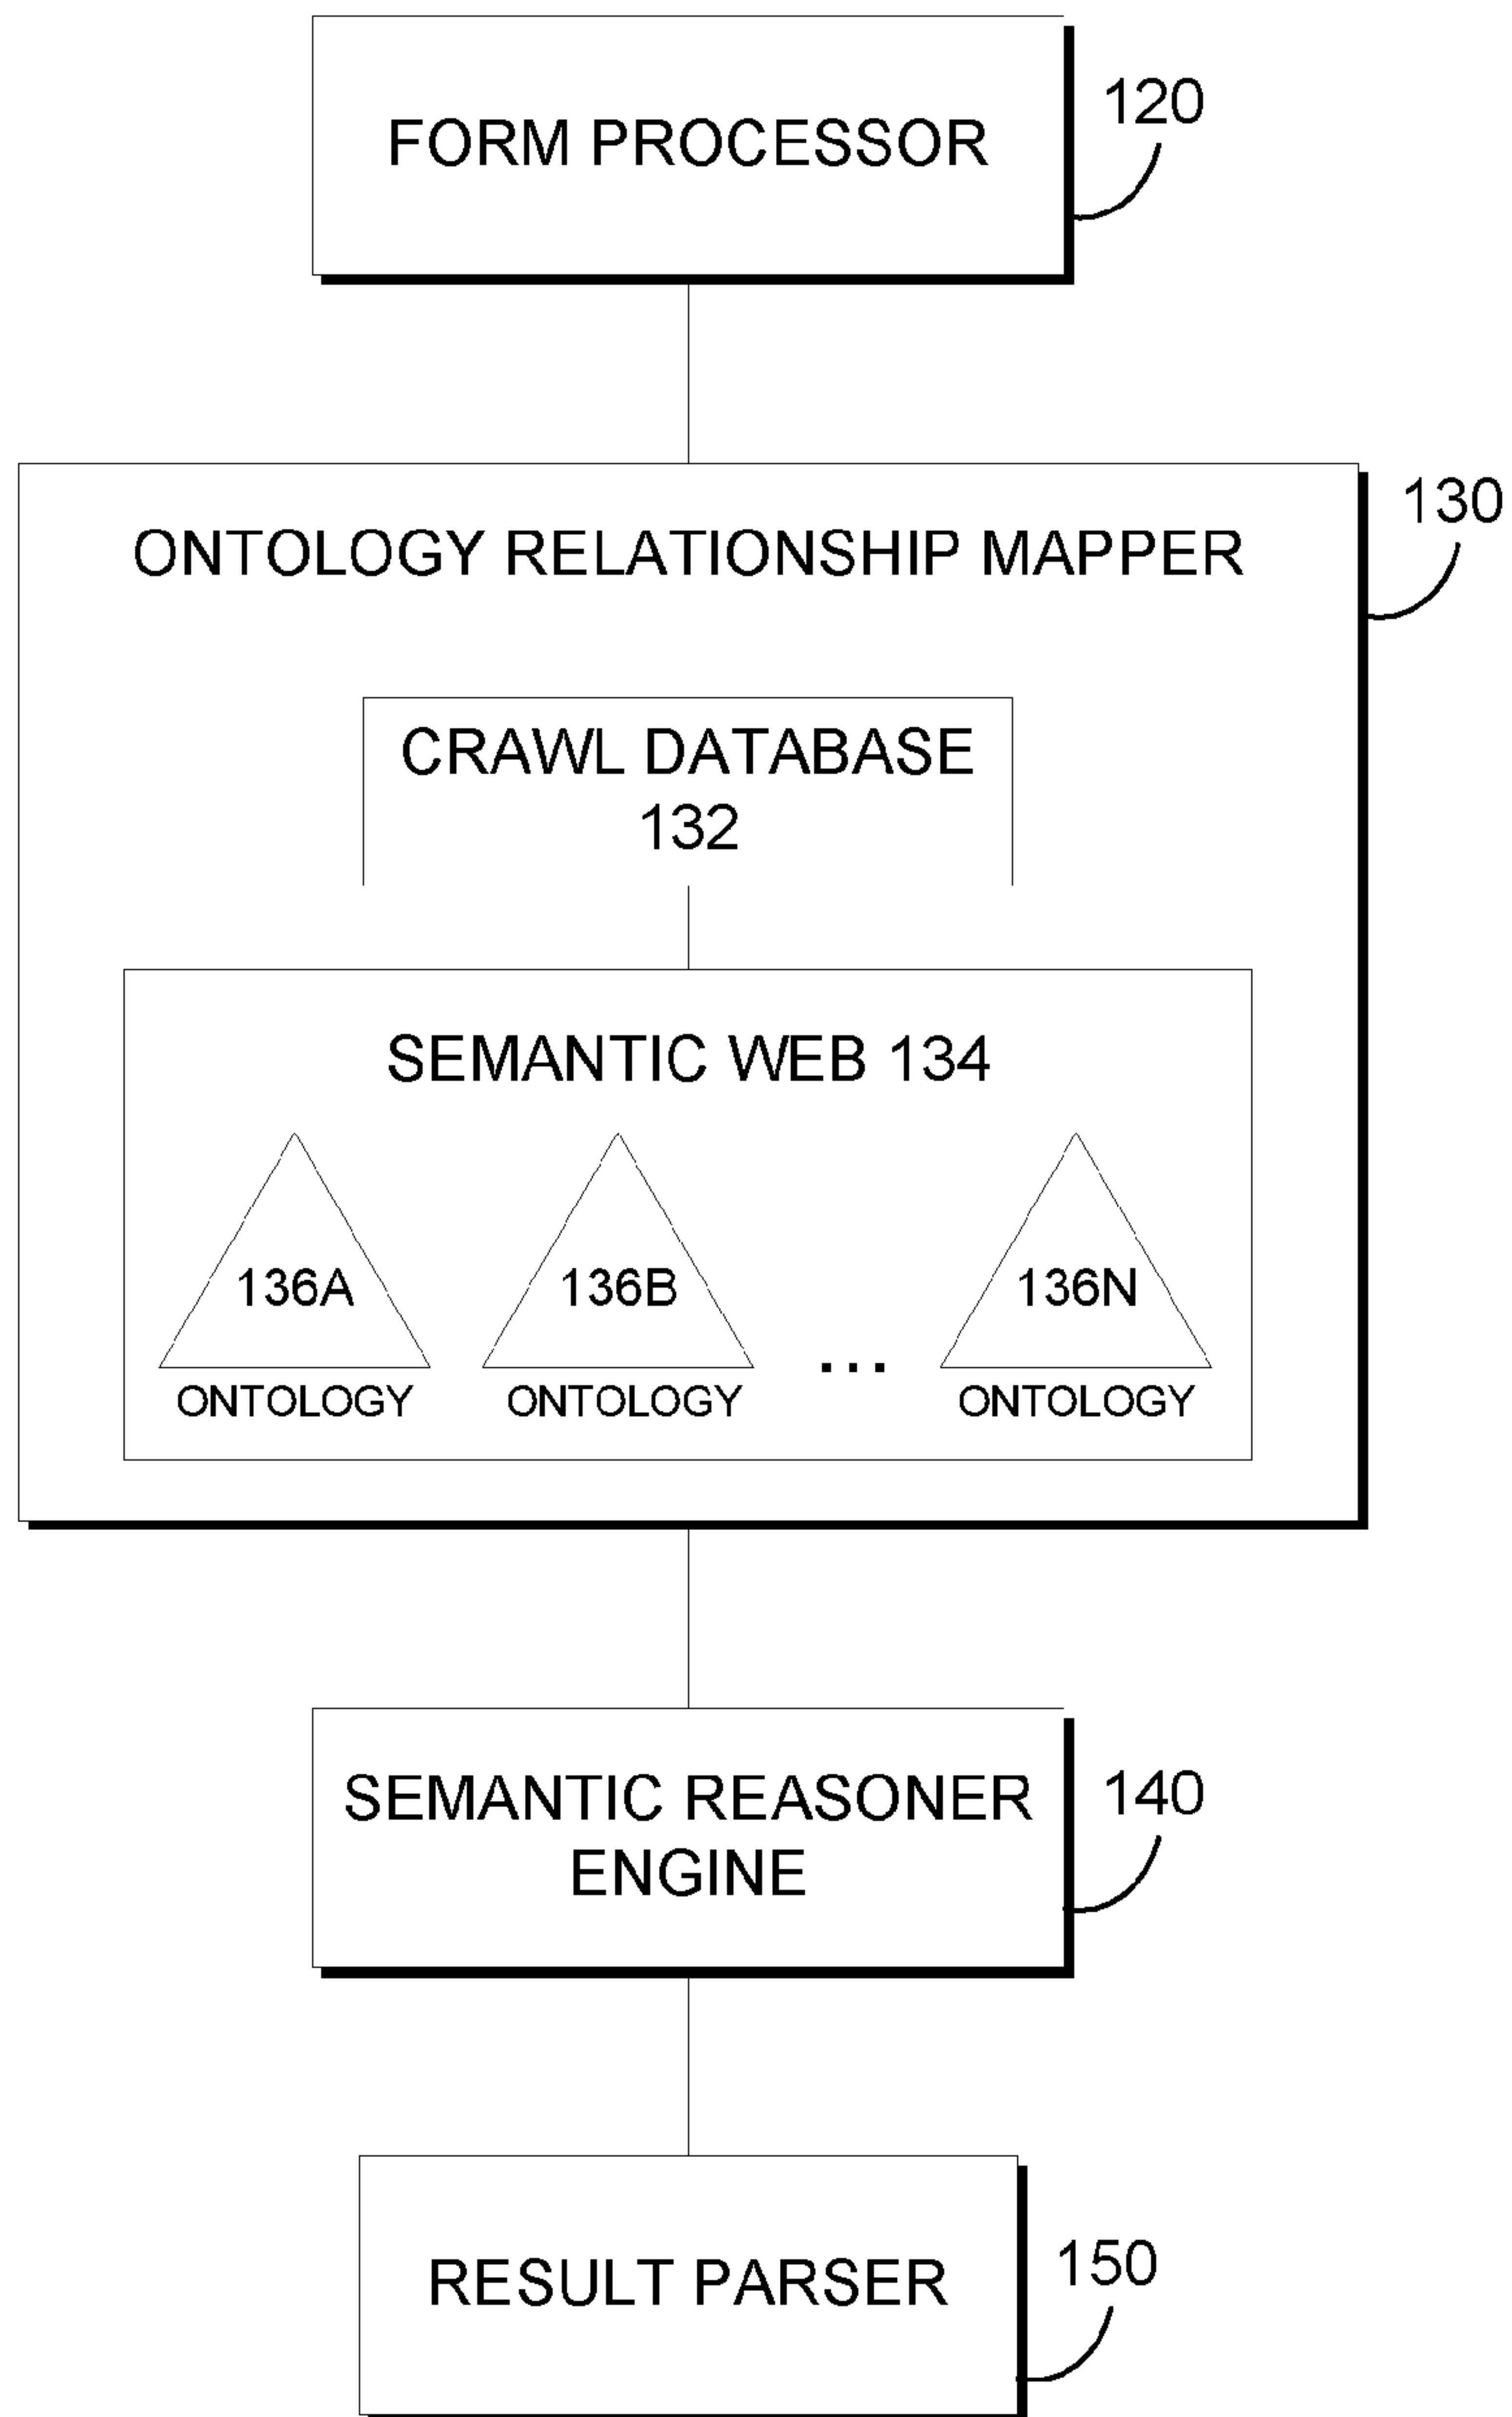 FORM PROCESSOR
120
ONTOLOGY RELATIONSHIP MAPPER
130
CRAWL DATABASE
132
SEMANTIC WEB 134
136A
136B
136N
...
ONTOLOGY
ONTOLOGY
ONTOLOGY
SEMANTIC REASONER
ENGINE
140
RESULT PARSER
150